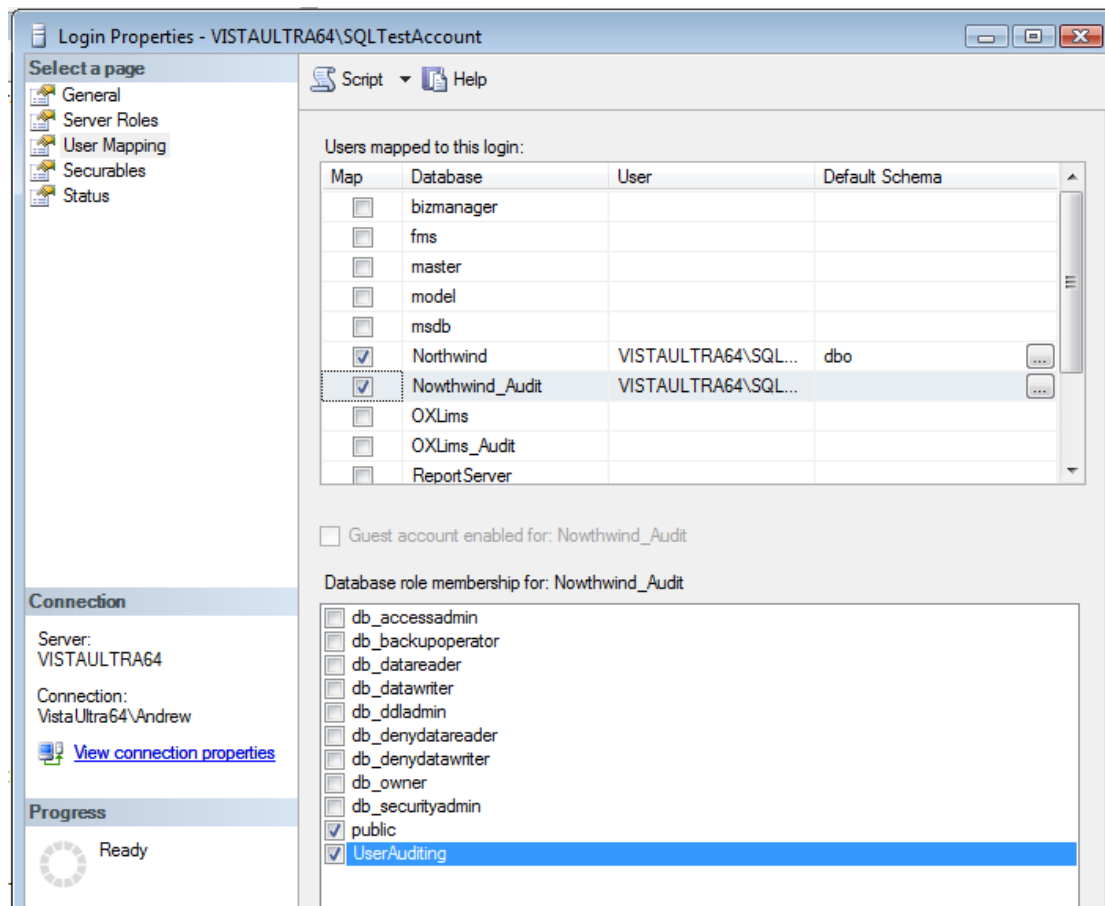 Login Properties - VISTAULTRA64\SQLTestAccount
Select a page
General
Server Roles
User Mapping
Securables
Status
Script Help
Users mapped to this login:
Map Database User Default Schema
bizmanager
fms
master
model
msdb
Northwind VISTAULTRA64\SQL... dbo ...
Nowthwind_Audit VISTAULTRA64\SQL... ...
OXLims
OXLims_Audit
ReportServer
Guest account enabled for: Nowthwind_Audit
Database role membership for: Nowthwind_Audit
db_accessadmin
db_backupoperator
db_datareader
db_datawriter
db_ddladmin
db_denydatareader
db_denydatawriter
db_owner
db_securityadmin
public
UserAuditing
Connection
Server:
VISTAULTRA64
Connection:
VistaUltra64\Andrew
View connection properties
Progress
Ready